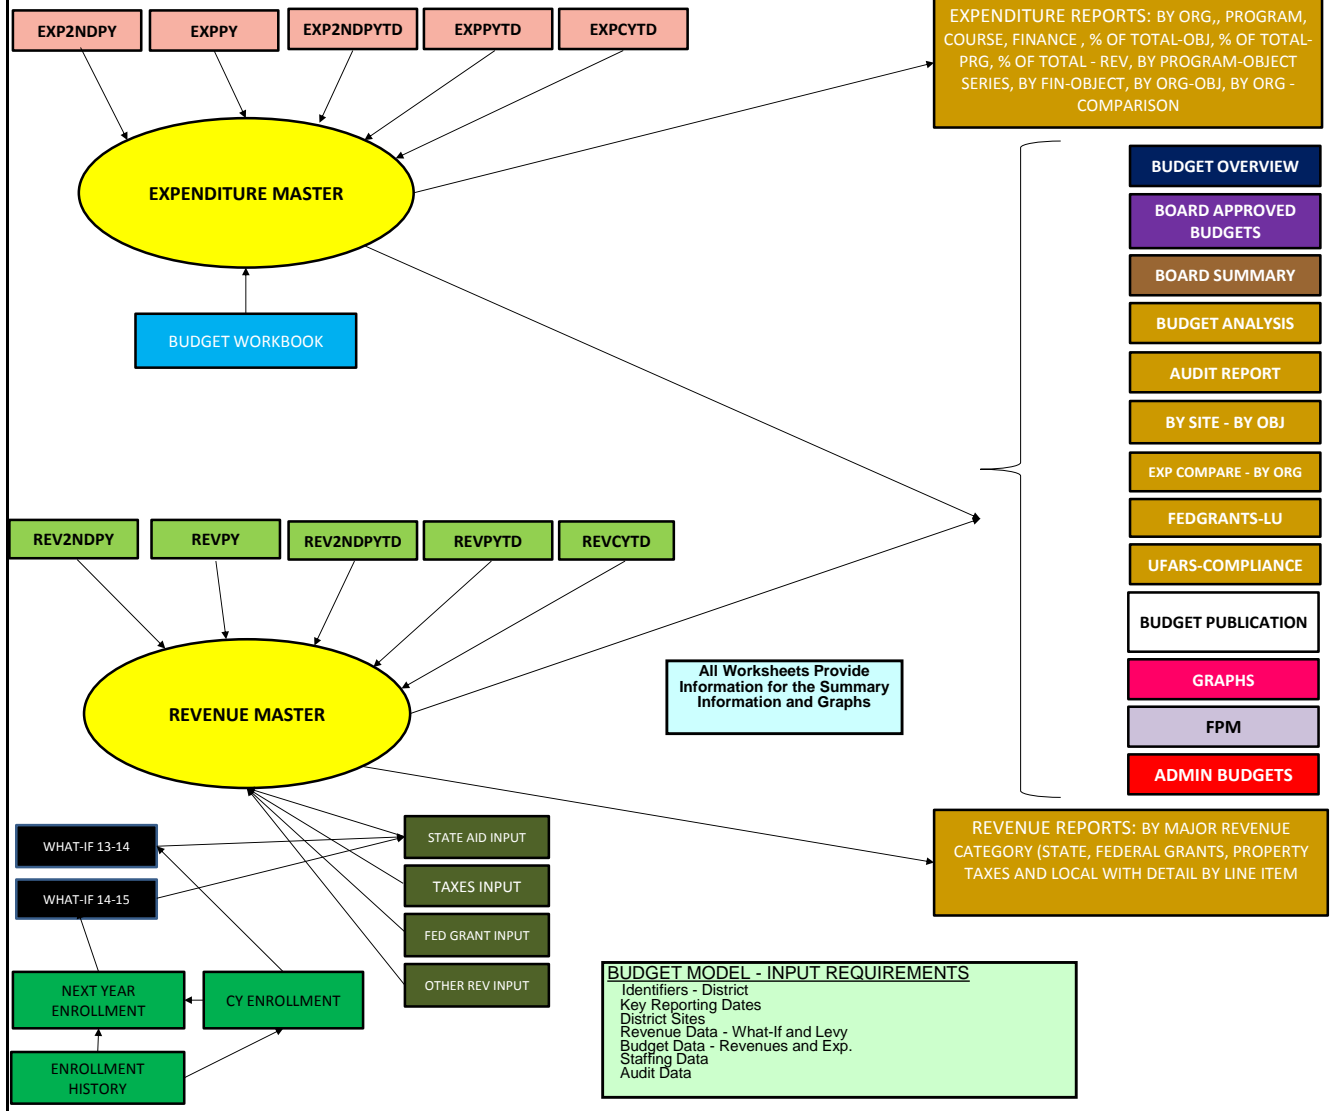 EXP2NDPY
EXPPY
EXP2NDPYTD
EXPPYTD
EXPCYTD
EXPENDITURE REPORTS: BY ORG,, PROGRAM,
COURSE, FINANCE , % OF TOTAL-OBJ, % OF TOTAL-
PRG, % OF TOTAL - REV, BY PROGRAM-OBJECT
SERIES, BY FIN-OBJECT, BY ORG-OBJ, BY ORG -
COMPARISON
EXPENDITURE MASTER
BUDGET WORKBOOK
BUDGET OVERVIEW
BOARD APPROVED
BUDGETS
BOARD SUMMARY
BUDGET ANALYSIS
AUDIT REPORT
BY SITE - BY OBJ
EXP COMPARE - BY ORG
FEDGRANTS-LU
UFARS-COMPLIANCE
BUDGET PUBLICATION
GRAPHS
FPM
ADMIN BUDGETS
REV2NDPY
REVPY
REV2NDPYTD
REVPYTD
REVCYTD
REVENUE MASTER
All Worksheets Provide
Information for the Summary
Information and Graphs
WHAT-IF 13-14
WHAT-IF 14-15
STATE AID INPUT
TAXES INPUT
FED GRANT INPUT
OTHER REV INPUT
REVENUE REPORTS: BY MAJOR REVENUE
CATEGORY (STATE, FEDERAL GRANTS, PROPERTY
TAXES AND LOCAL WITH DETAIL BY LINE ITEM
NEXT YEAR
ENROLLMENT
CY ENROLLMENT
ENROLLMENT
HISTORY
BUDGET MODEL - INPUT REQUIREMENTS
Identifiers - District
Key Reporting Dates
District Sites
Revenue Data - What-If and Levy
Budget Data - Revenues and Exp.
Staffing Data
Audit Data